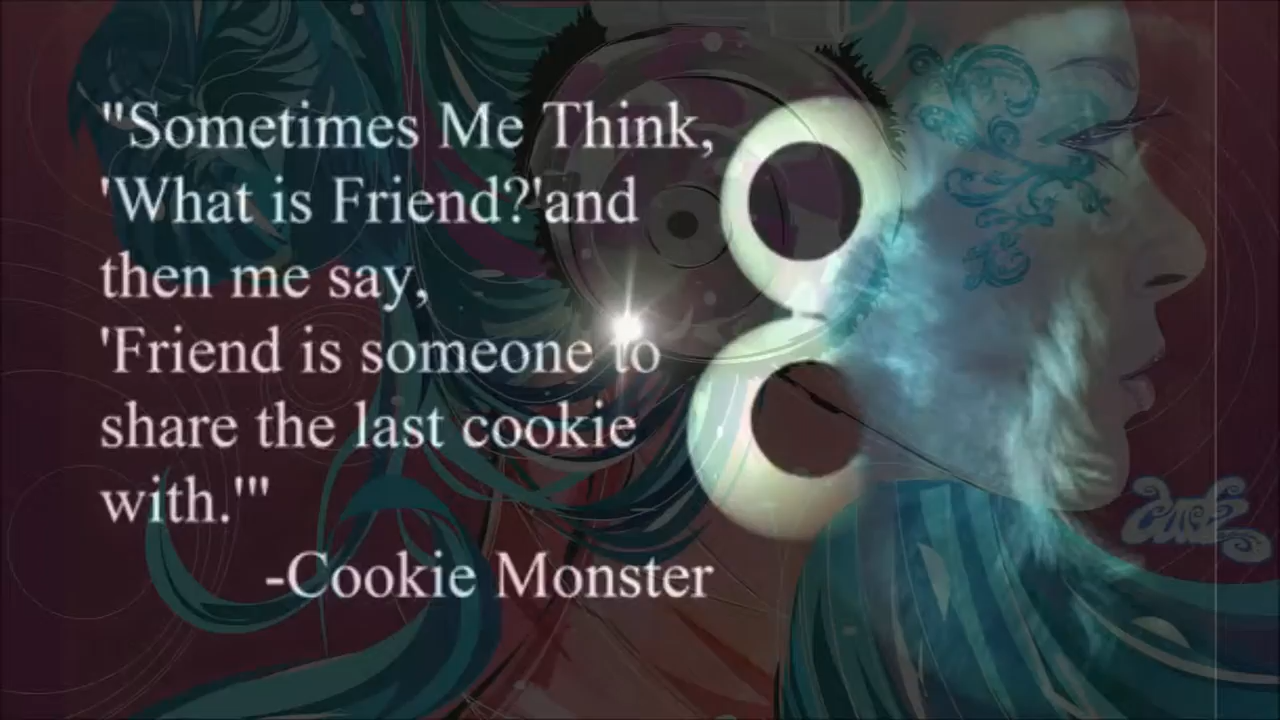 "Sometimes Me Think,
'What is Friend?'and
then me say,
'Friend is someone to
share the last cookie
with.'"
-Cookie Monster